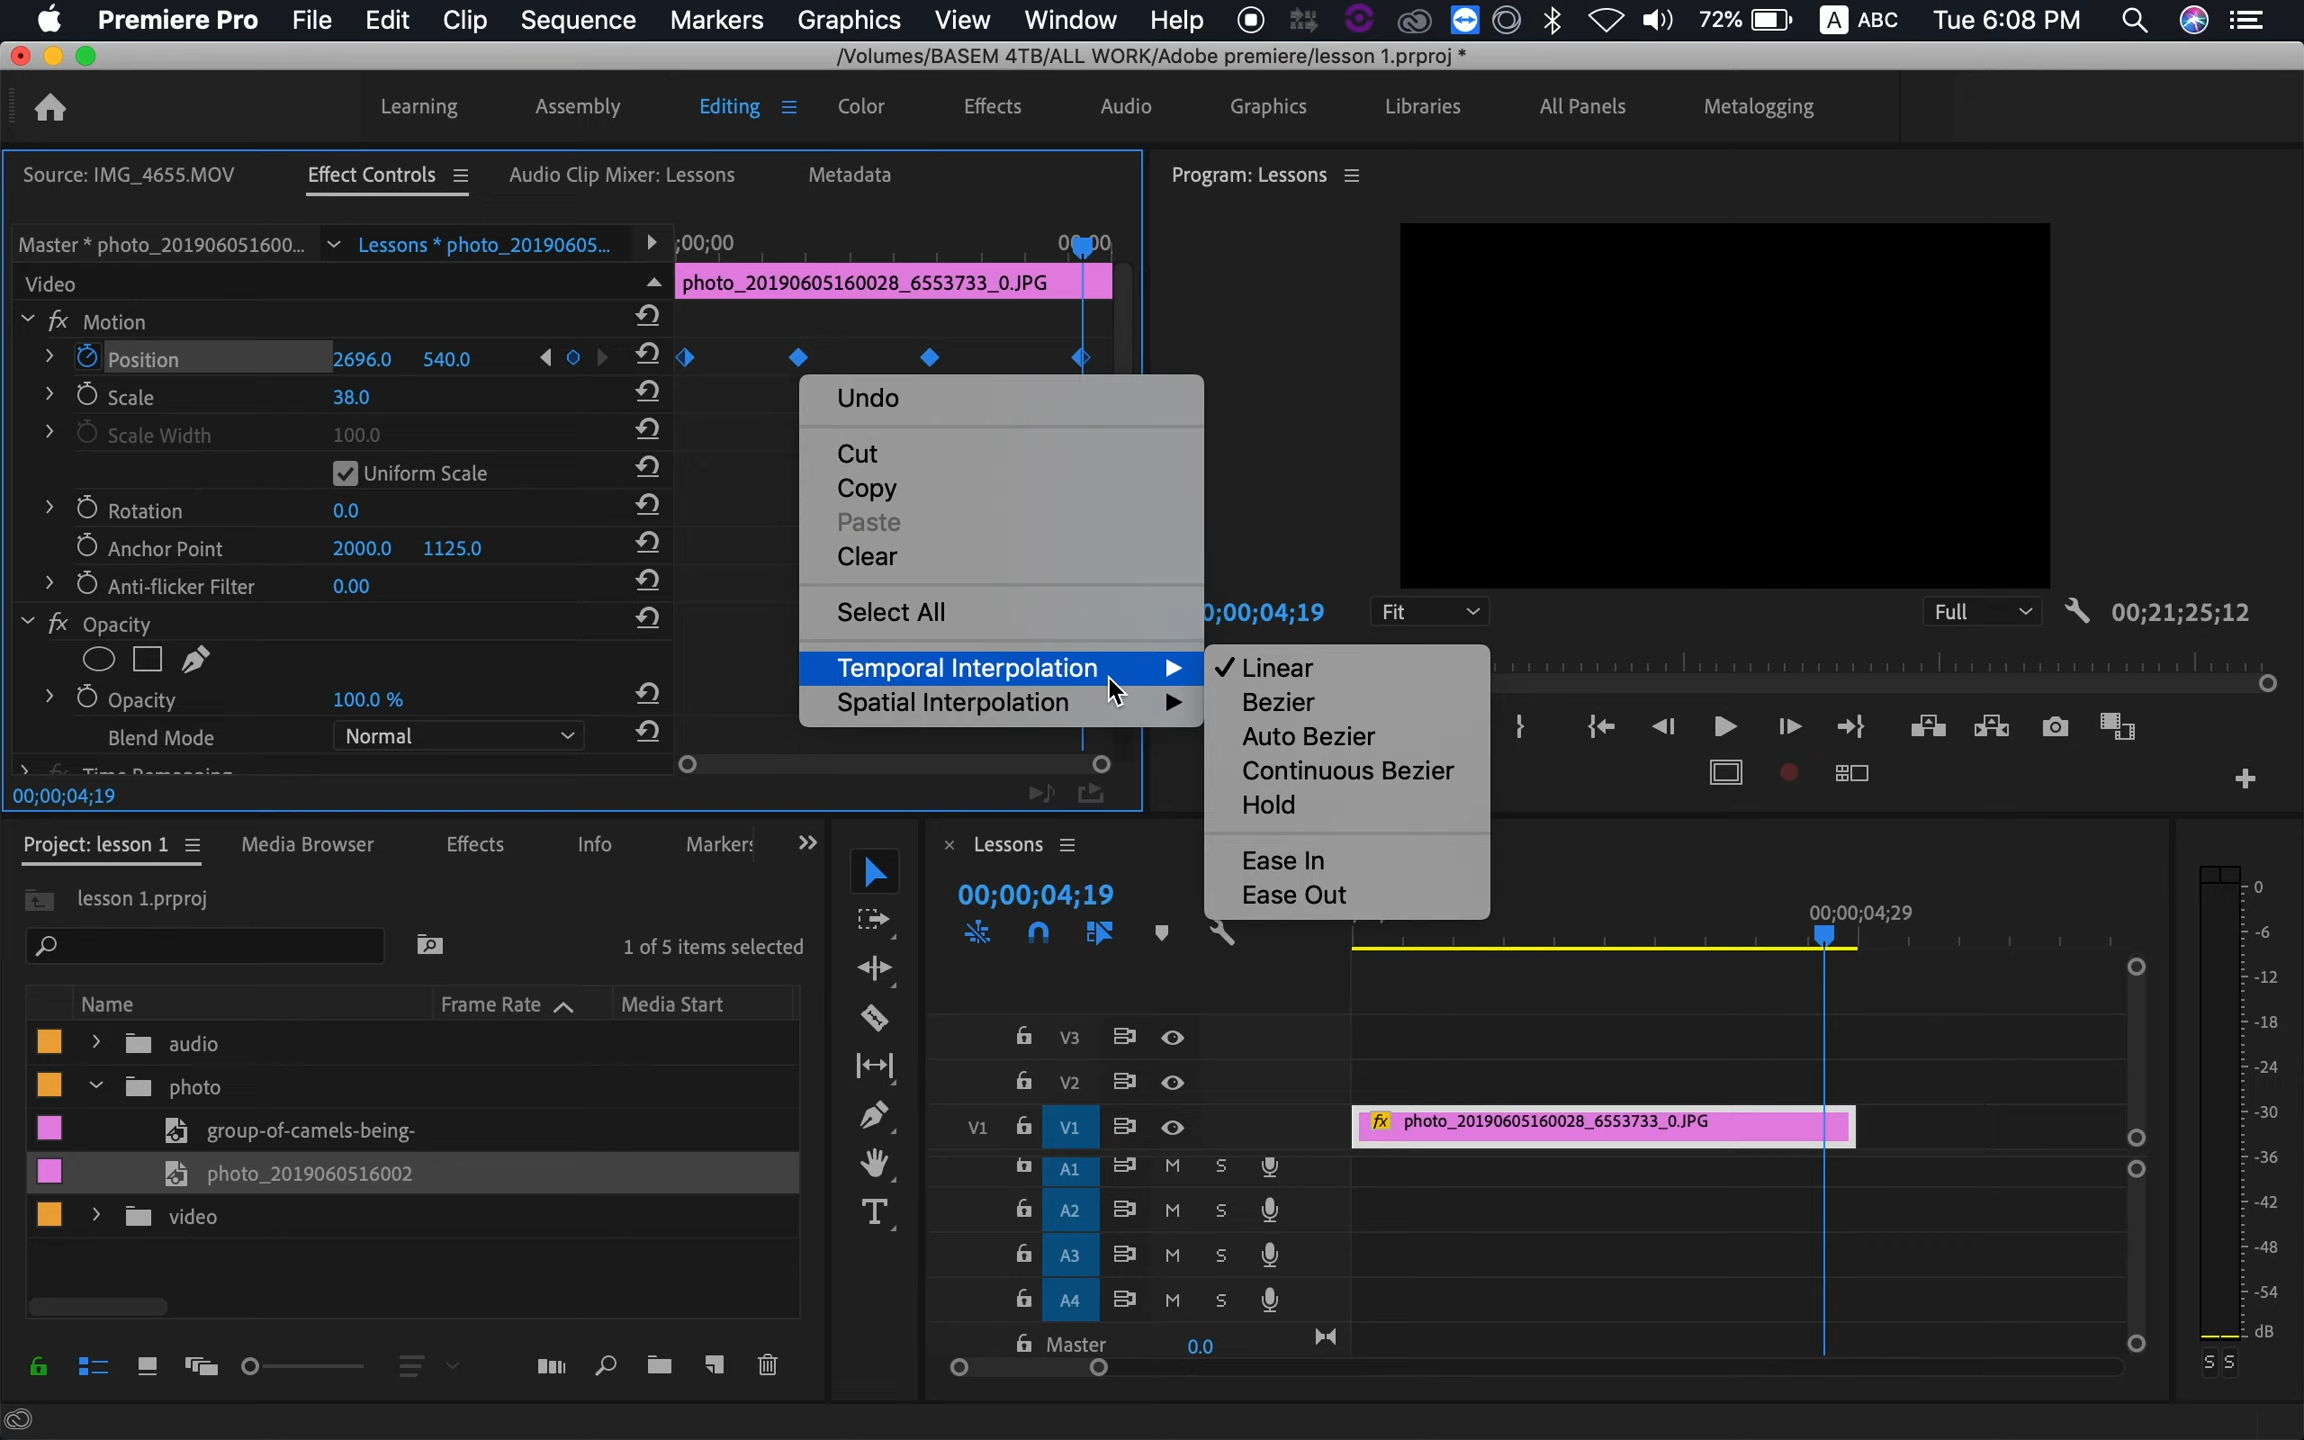 Premiere Pro File Edit Clip Sequence Markers Graphics View Window Help 72% A ABC Tue 6:08 PM
/Volumes/BASEM 4TB/ALL WORK/Adobe premiere/lesson 1.prproj *
Learning Assembly Editing Color Effects Audio Graphics Libraries All Panels Metalogging
Source: IMG_4655.MOV Effect Controls Audio Clip Mixer: Lessons Metadata
Program: Lessons
Master * photo_201906051600... Lessons * photo_20190605... ;00;00
Video
photo_20190605160028_6553733_0.JPG
fx Motion
Position 2696.0 540.0
Scale 38.0
Scale Width 100.0
Uniform Scale
Rotation 0.0
Anchor Point 2000.0 1125.0
Anti-flicker Filter 0.00
fx Opacity
Opacity 100.0 %
Blend Mode Normal
fx Time Remapping
00;00;04;19
Undo
Cut
Copy
Paste
Clear
Select All
Temporal Interpolation
Spatial Interpolation
Linear
Bezier
Auto Bezier
Continuous Bezier
Hold
Ease In
Ease Out
0;00;04;19 Fit Full 00;21;25;12
Project: lesson 1 Media Browser Effects Info Markers
lesson 1.prproj
1 of 5 items selected
Name Frame Rate Media Start
audio
photo
group-of-camels-being-
photo_2019060516002
video
Lessons
00;00;04;19
00;00;04;29
V3
V2
V1 V1
fx photo_20190605160028_6553733_0.JPG
A1 M S
A2 M S
A3 M S
A4 M S
Master 0.0
0
-6
-12
-18
-24
-30
-36
-42
-48
-54
dB
S S